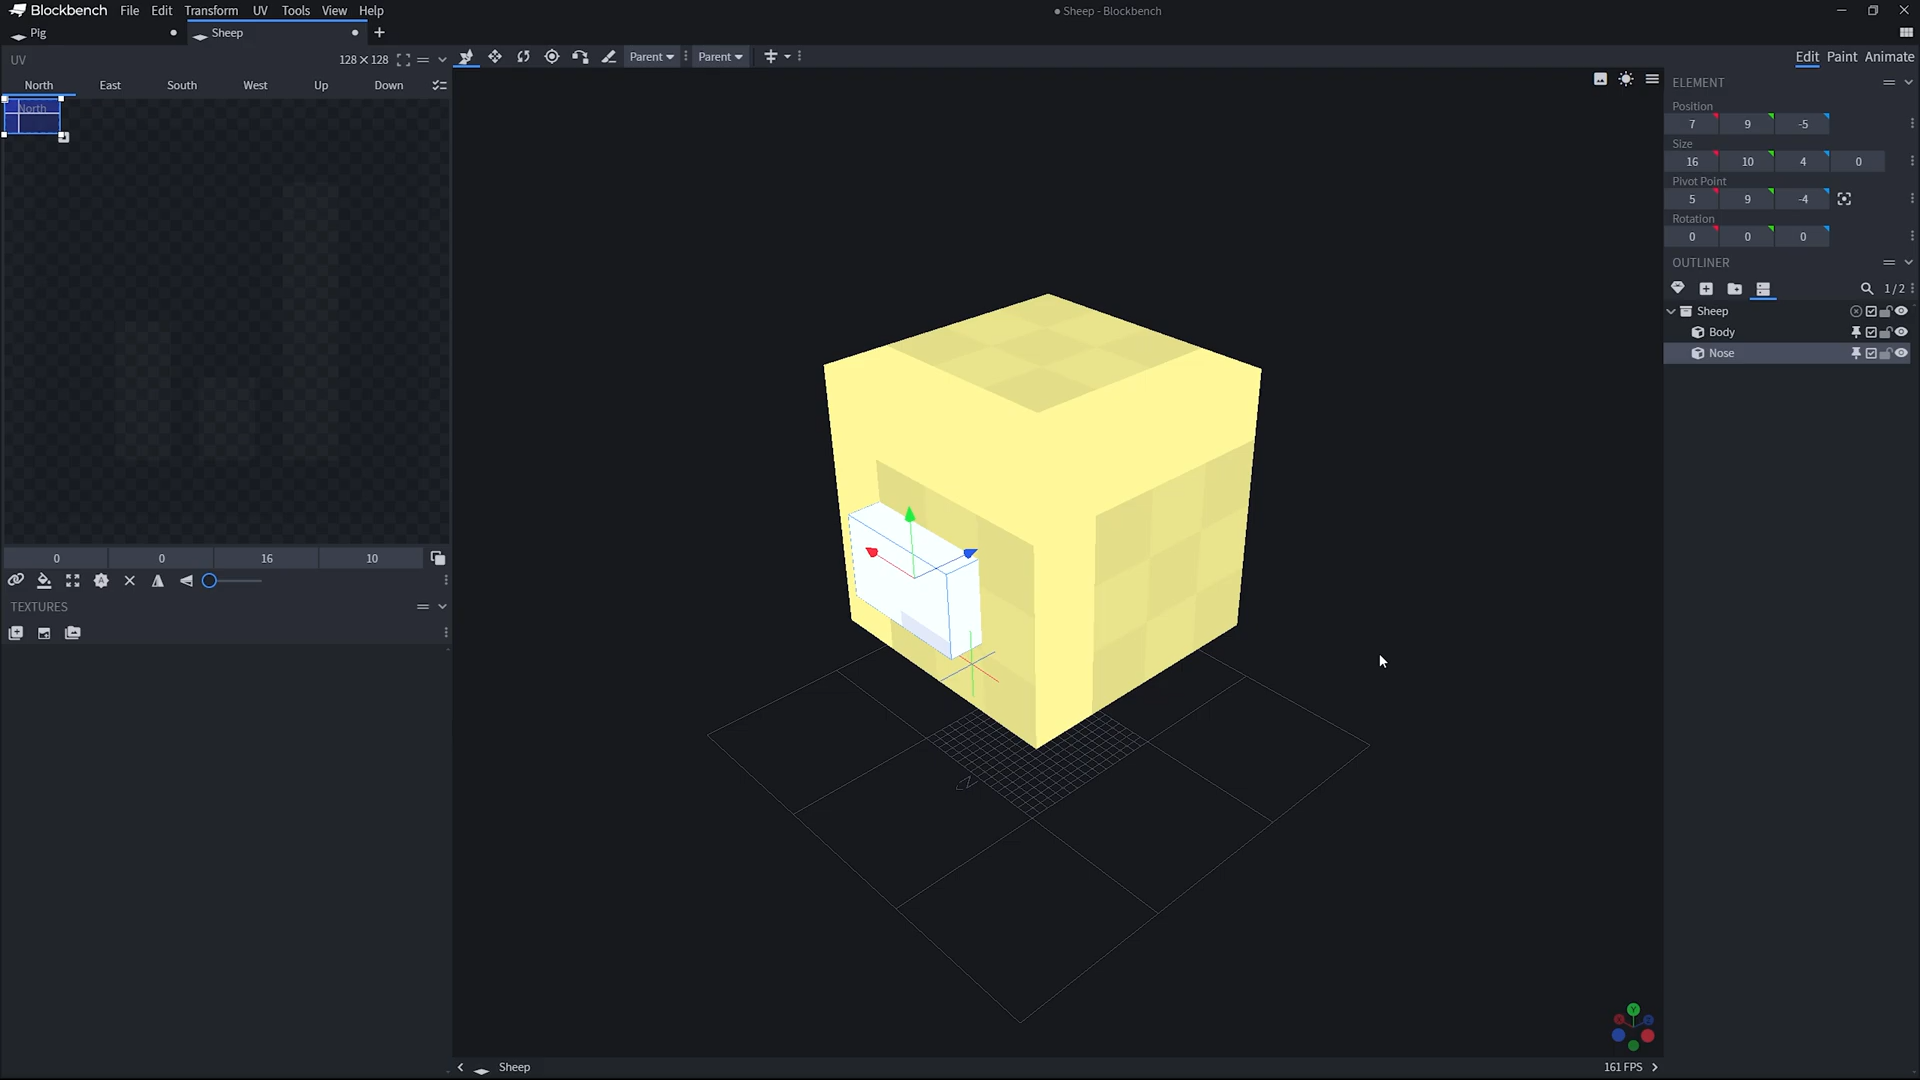 Blockbench File Edit Transform UV Tools View Help
● Sheep - Blockbench
Pig
Sheep
UV 128 × 128
Parent
Parent
Edit Paint Animate
North East South West Up Down
North
ELEMENT
Position
7 9 -5
Size
16 10 4 0
Pivot Point
5 9 -4
Rotation
0 0 0
OUTLINER
1/2
Sheep
Body
Nose
0 0 16 10
TEXTURES
N
Y
X
Z
Sheep
161 FPS